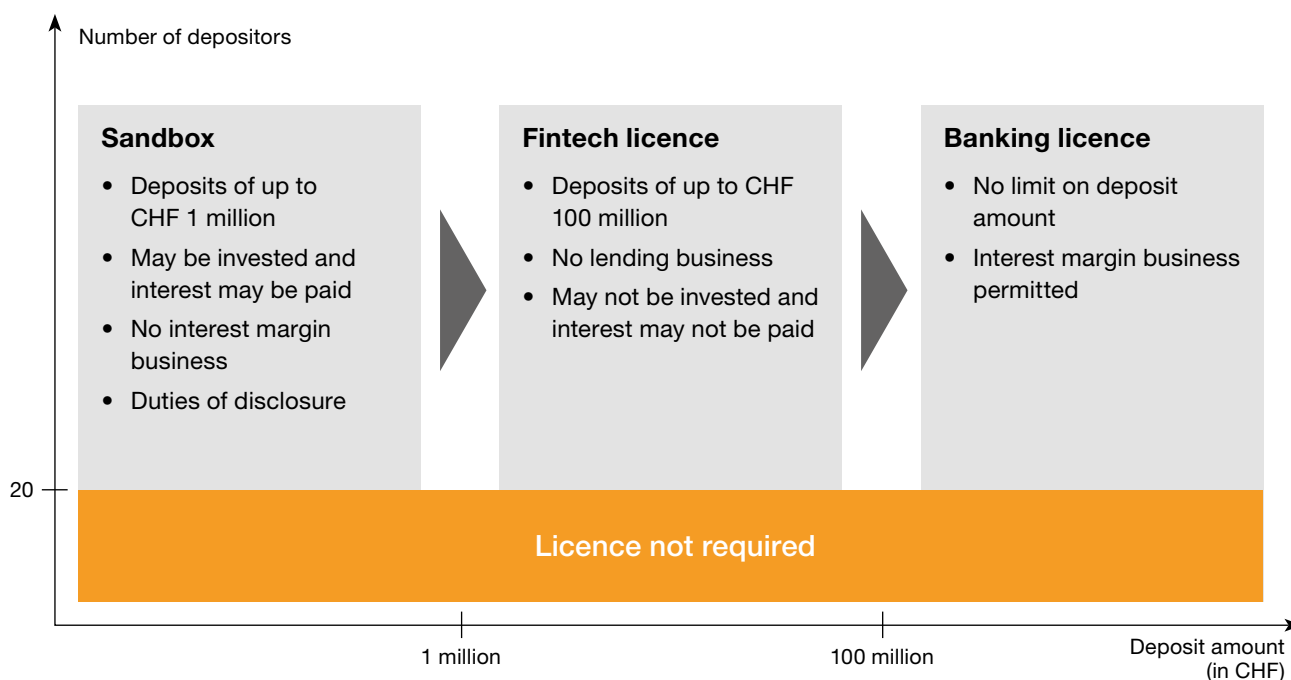 Number of depositors
Sandbox
• Deposits of up to
CHF 1 million
• May be invested and
interest may be paid
• No interest margin
business
• Duties of disclosure
Fintech licence
• Deposits of up to CHF
100 million
• No lending business
• May not be invested and
interest may not be paid
Banking licence
• No limit on deposit
amount
• Interest margin business
permitted
20
Licence not required
1 million
100 million
Deposit amount
(in CHF)